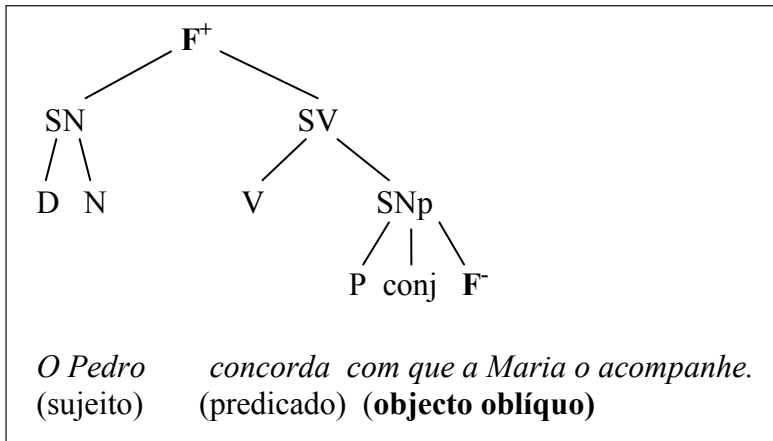 F⁺
SN SV
D N V SNp
P conj F⁻
O Pedro concorda com que a Maria o acompanhe.
(sujeito) (predicado) (objecto oblíquo)